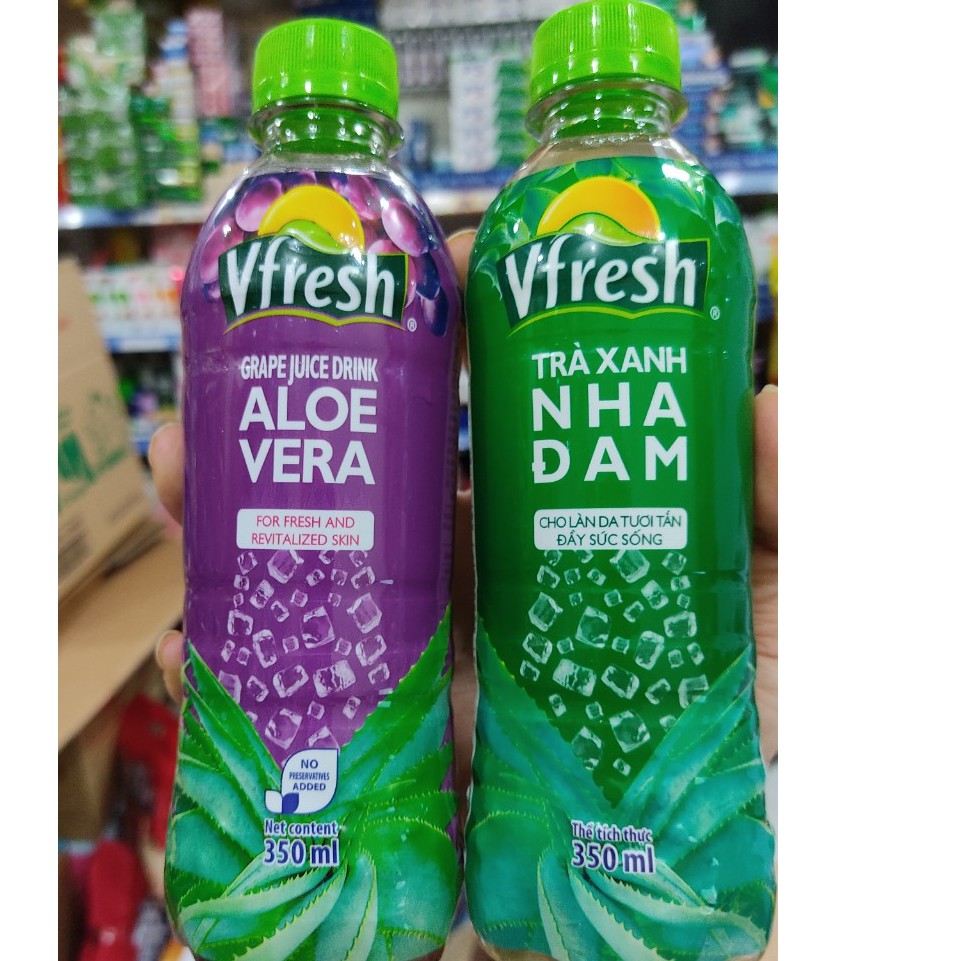 Vfresh
®
GRAPE JUICE DRINK
ALOE
VERA
FOR FRESH AND
REVITALIZED SKIN
NO
PRESERVATIVES
ADDED
Net content
350 ml
Vfresh
®
TRÀ XANH
NHA
ĐAM
CHO LÀN DA TƯƠI TẮN
ĐẦY SỨC SỐNG
Thể tích thực
350 ml